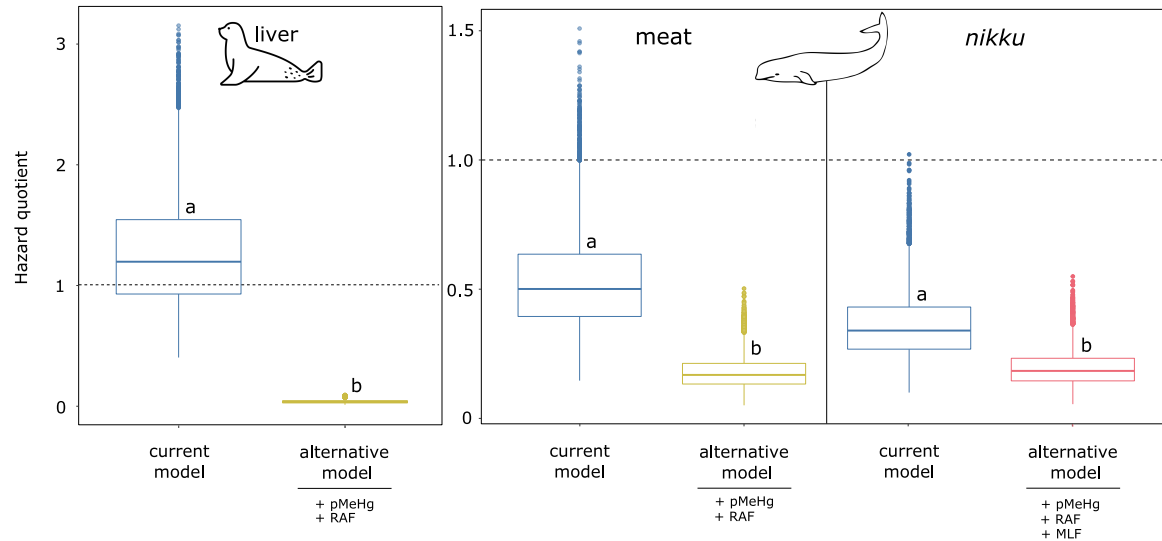 Hazard quotient
3
2
1
0
liver
a
b
current
model
alternative
model
+ pMeHg
+ RAF
1.5
1.0
0.5
0
meat
nikku
a
b
a
b
current
model
alternative
model
+ pMeHg
+ RAF
current
model
alternative
model
+ pMeHg
+ RAF
+ MLF